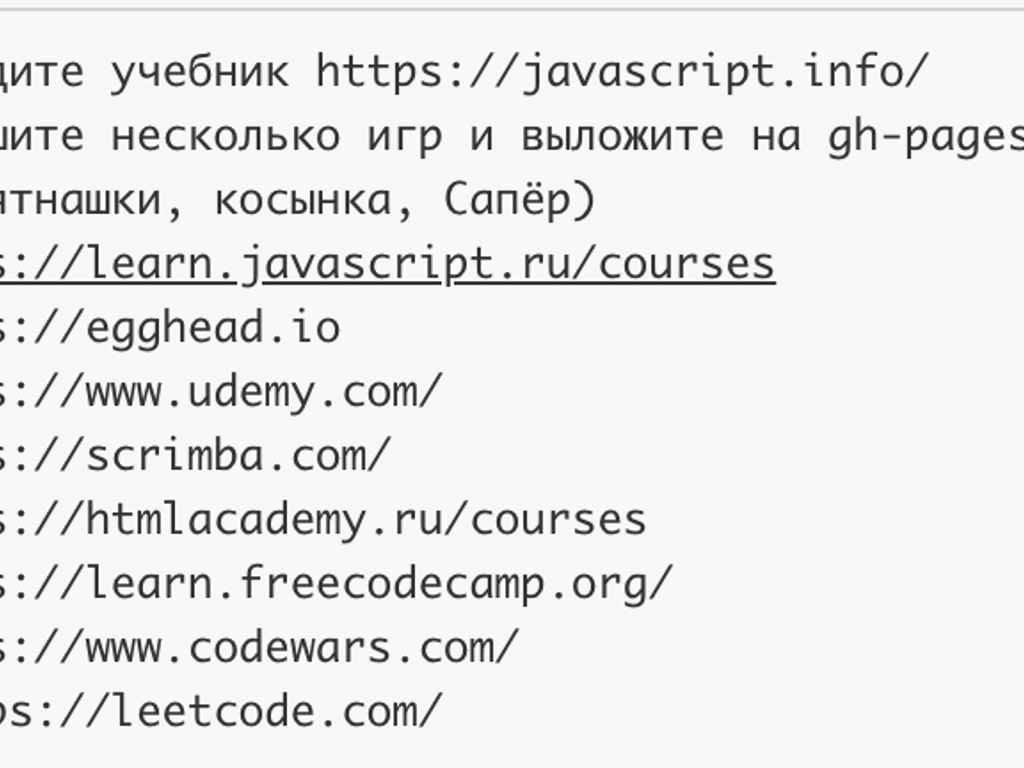 дите учебник https://javascript.info/
шите несколько игр и выложите на gh-pages
ятнашки, косынка, Сапёр)
s://learn.javascript.ru/courses
s://egghead.io
s://www.udemy.com/
s://scrimba.com/
s://htmlacademy.ru/courses
s://learn.freecodecamp.org/
s://www.codewars.com/
ps://leetcode.com/